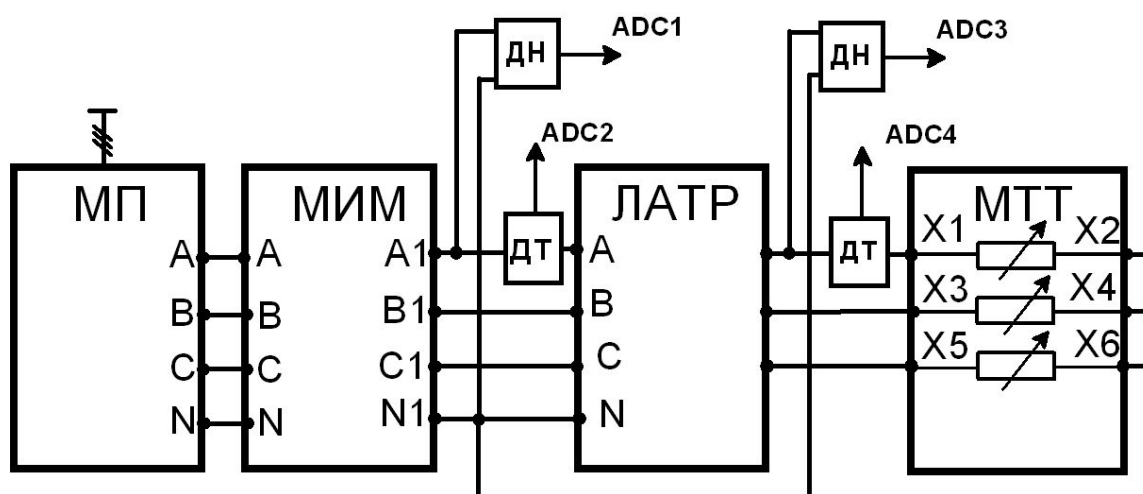 ДН ADC1 ДН ADC3
ADC2 ADC4
МП МИМ ЛАТР МТТ
A A A1 ДТ A ДТ X1 X2
B B B1 B X3 X4
C C C1 C X5 X6
N N N1 N